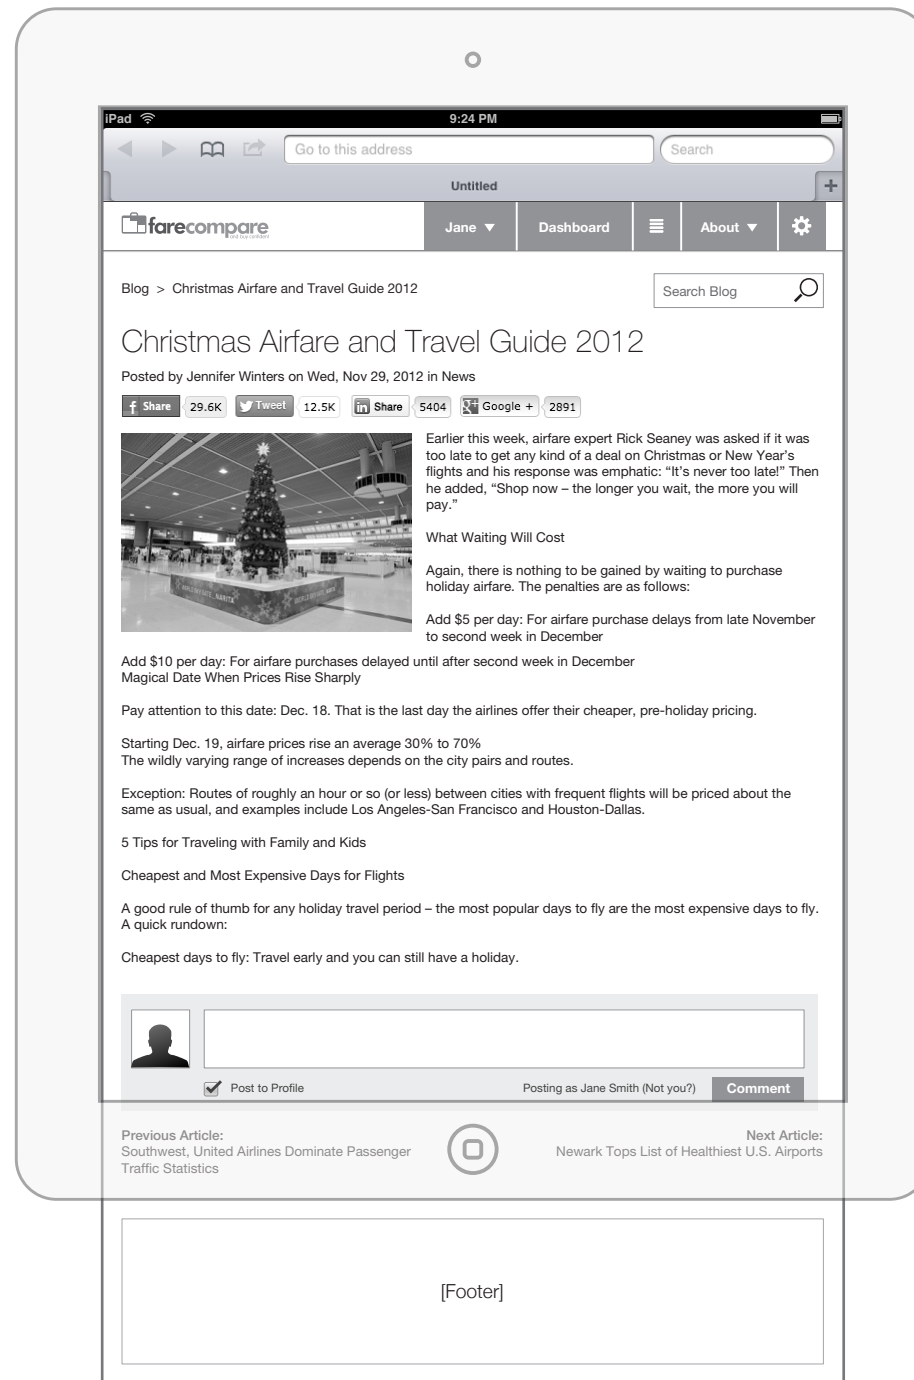 iPad
9:24 PM
Go to this address
Search
Untitled
farecompare
Jane
Dashboard
About
Blog > Christmas Airfare and Travel Guide 2012
Search Blog
Christmas Airfare and Travel Guide 2012
Posted by Jennifer Winters on Wed, Nov 29, 2012 in News
f Share 29.6K Tweet 12.5K in Share 5404 g+ Google + 2891
Earlier this week, airfare expert Rick Seaney was asked if it was
too late to get any kind of a deal on Christmas or New Year's
flights and his response was emphatic: “It's never too late!” Then
he added, “Shop now – the longer you wait, the more you will
pay.”
What Waiting Will Cost
Again, there is nothing to be gained by waiting to purchase
holiday airfare. The penalties are as follows:
Add $5 per day: For airfare purchase delays from late November
to second week in December
Add $10 per day: For airfare purchases delayed until after second week in December
Magical Date When Prices Rise Sharply
Pay attention to this date: Dec. 18. That is the last day the airlines offer their cheaper, pre-holiday pricing.
Starting Dec. 19, airfare prices rise an average 30% to 70%
The wildly varying range of increases depends on the city pairs and routes.
Exception: Routes of roughly an hour or so (or less) between cities with frequent flights will be priced about the
same as usual, and examples include Los Angeles-San Francisco and Houston-Dallas.
5 Tips for Traveling with Family and Kids
Cheapest and Most Expensive Days for Flights
A good rule of thumb for any holiday travel period – the most popular days to fly are the most expensive days to fly.
A quick rundown:
Cheapest days to fly: Travel early and you can still have a holiday.
Post to Profile
Posting as Jane Smith (Not you?)
Comment
Previous Article:
Southwest, United Airlines Dominate Passenger
Traffic Statistics
Next Article:
Newark Tops List of Healthiest U.S. Airports
[Footer]